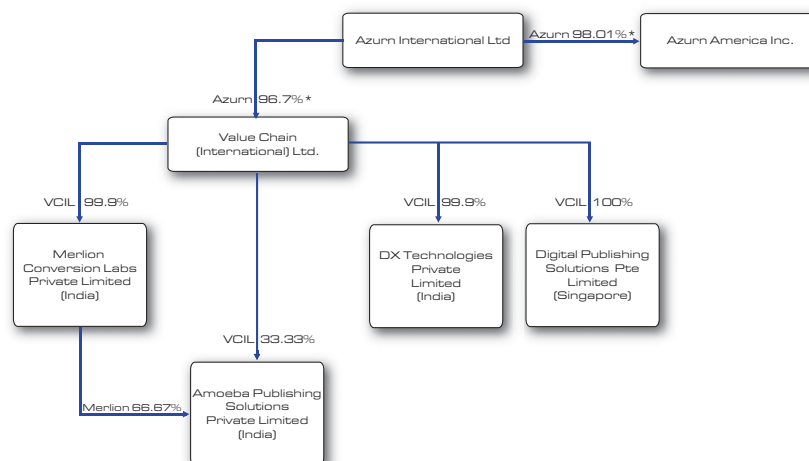 Azurn International Ltd
Azurn 98.01%*
Azurn America Inc.
Azurn 96.7%*
Value Chain
(International) Ltd.
VCIL 99.9%
VCIL 99.9%
VCIL 100%
Merlion
Conversion Labs
Private Limited
(India)
DX Technologies
Private
Limited
(India)
Digital Publishing
Solutions Pte
Limited
(Singapore)
VCIL 33.33%
Merlion 66.67%
Amoeba Publishing
Solutions
Private Limited
(India)